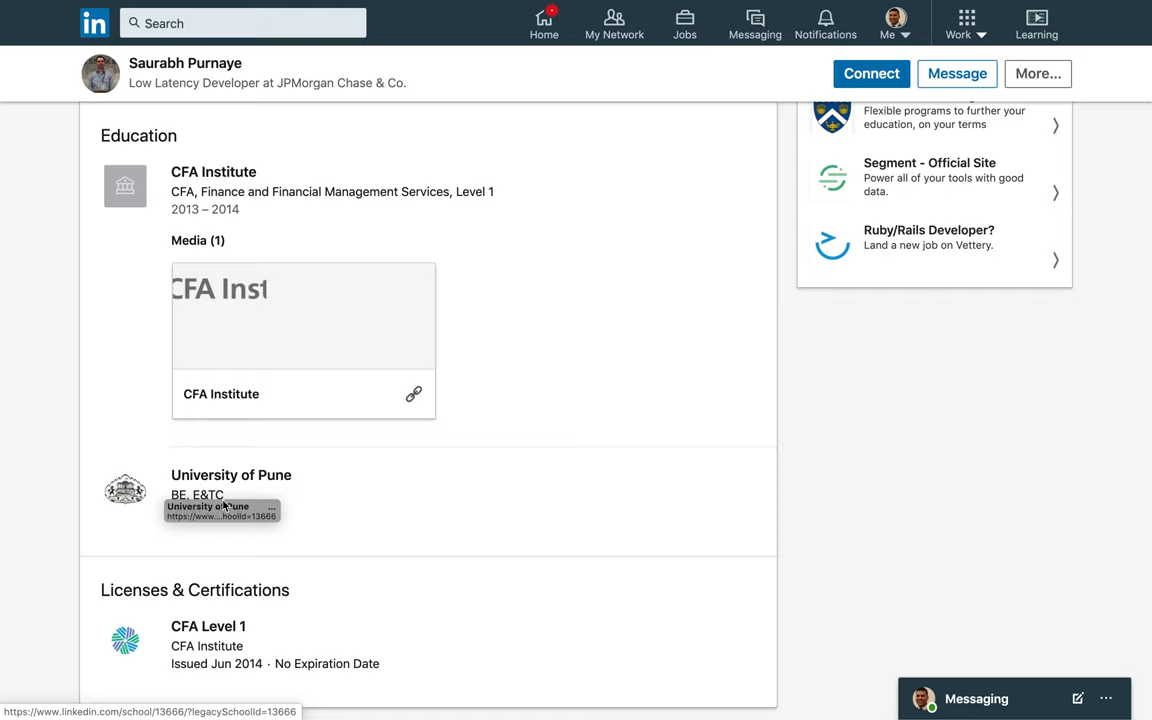 in
Search
Home
My Network
Jobs
Messaging
Notifications
Me
Work
Learning
Saurabh Purnaye
Low Latency Developer at JPMorgan Chase & Co.
Connect
Message
More...
Education
CFA Institute
CFA, Finance and Financial Management Services, Level 1
2013 – 2014
Media (1)
CFA Inst
CFA Institute
University of Pune
BE, E&TC
University of Pune ...
https://www....hoolId=13666
Licenses & Certifications
CFA Level 1
CFA Institute
Issued Jun 2014 · No Expiration Date
Flexible programs to further your
education, on your terms
Segment - Official Site
Power all of your tools with good
data.
Ruby/Rails Developer?
Land a new job on Vettery.
Messaging
https://www.linkedin.com/school/13666/?legacySchoolId=13666